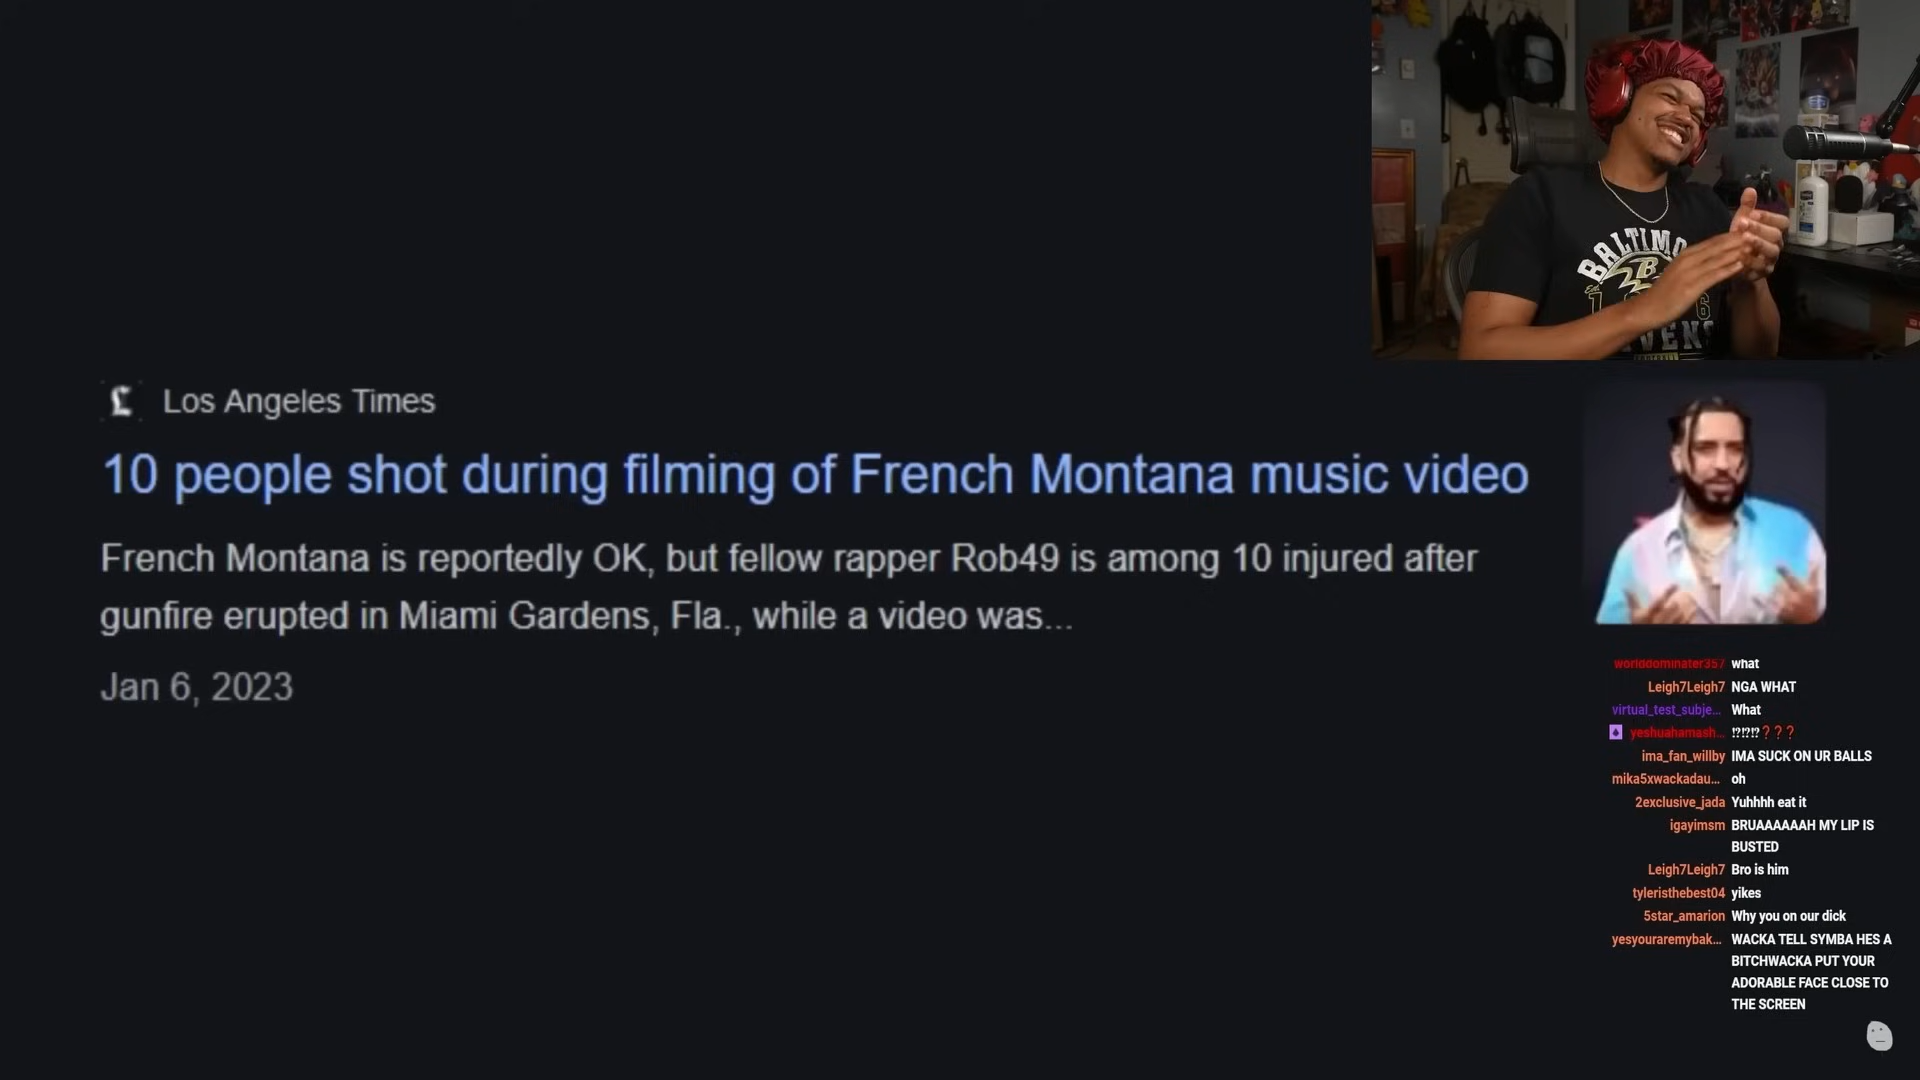 Los Angeles Times
10 people shot during filming of French Montana music video
French Montana is reportedly OK, but fellow rapper Rob49 is among 10 injured after
gunfire erupted in Miami Gardens, Fla., while a video was...
Jan 6, 2023
BALTIMO
B
worlddominater357 what
Leigh7Leigh7 NGA WHAT
virtual_test_subje... What
yeshuahamash... !?!?!?❓❓❓
ima_fan_willby IMA SUCK ON UR BALLS
mika5xwackadau... oh
2exclusive_jada Yuhhhh eat it
igayimsm BRUAAAAAAH MY LIP IS
BUSTED
Leigh7Leigh7 Bro is him
tyleristhebest04 yikes
5star_amarion Why you on our dick
yesyouraremybak... WACKA TELL SYMBA HES A
BITCHWACKA PUT YOUR
ADORABLE FACE CLOSE TO
THE SCREEN